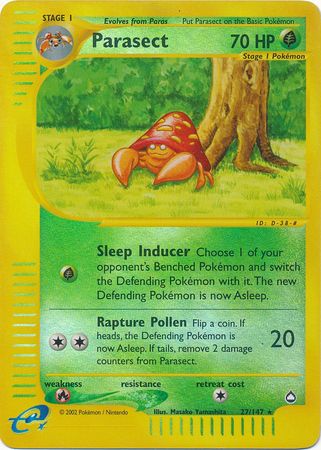 STAGE 1
Evolves from Paras
Put Parasect on the Basic Pokémon
Parasect
70 HP
Stage 1 Pokémon
ID: D-38-#
Sleep Inducer Choose 1 of your
opponent's Benched Pokémon and switch
the Defending Pokémon with it. The new
Defending Pokémon is now Asleep.
Rapture Pollen Flip a coin. If
heads, the Defending Pokémon is
now Asleep. If tails, remove 2 damage
counters from Parasect.
20
weakness
resistance
retreat cost
e
© 2002 Pokémon / Nintendo
Illus. Masako Yamashita
27/147 ★